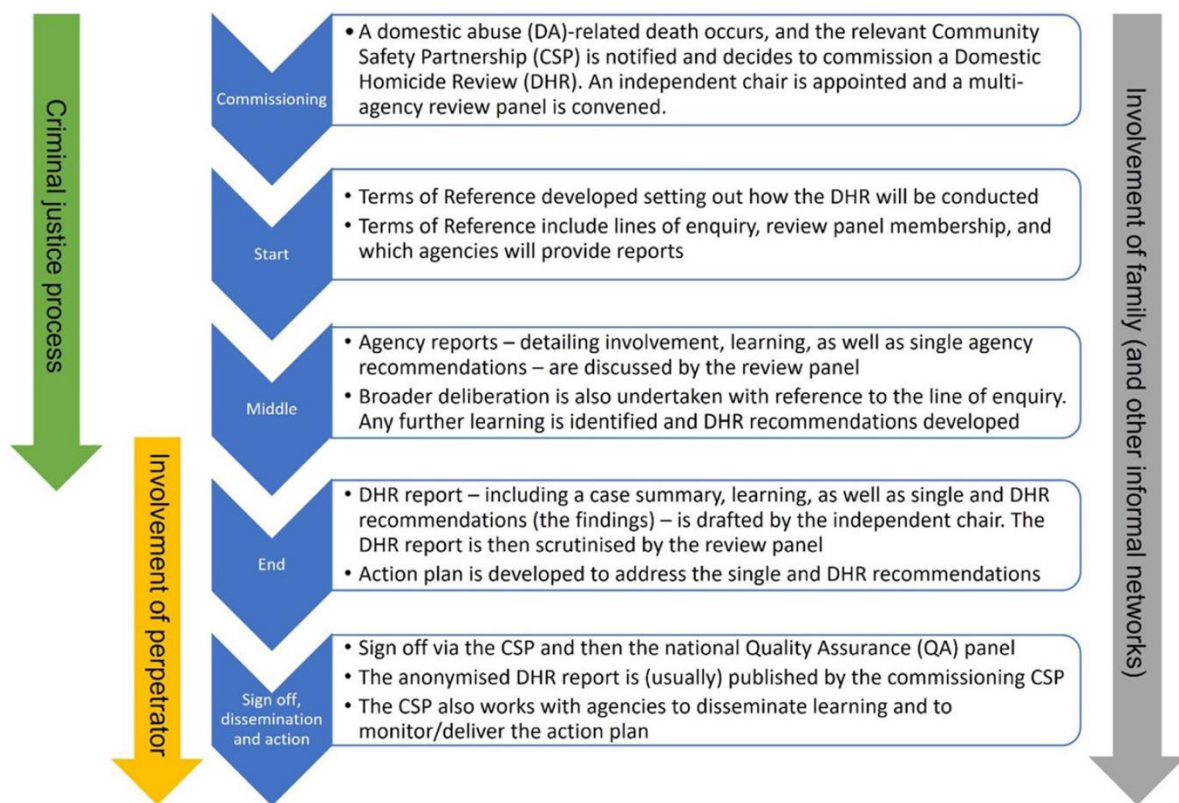 Criminal justice process
Involvement of perpetrator
Commissioning
• A domestic abuse (DA)-related death occurs, and the relevant Community
Safety Partnership (CSP) is notified and decides to commission a Domestic
Homicide Review (DHR). An independent chair is appointed and a multi-
agency review panel is convened.
Start
• Terms of Reference developed setting out how the DHR will be conducted
• Terms of Reference include lines of enquiry, review panel membership, and
which agencies will provide reports
Middle
• Agency reports – detailing involvement, learning, as well as single agency
recommendations – are discussed by the review panel
• Broader deliberation is also undertaken with reference to the line of enquiry.
Any further learning is identified and DHR recommendations developed
End
• DHR report – including a case summary, learning, as well as single and DHR
recommendations (the findings) – is drafted by the independent chair. The
DHR report is then scrutinised by the review panel
• Action plan is developed to address the single and DHR recommendations
Sign off,
dissemination
and action
• Sign off via the CSP and then the national Quality Assurance (QA) panel
• The anonymised DHR report is (usually) published by the commissioning CSP
• The CSP also works with agencies to disseminate learning and to
monitor/deliver the action plan
Involvement of family (and other informal networks)